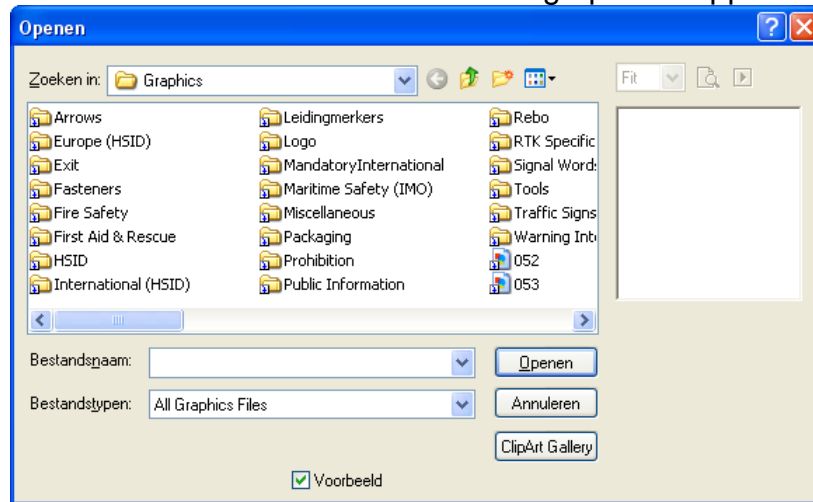 Openen
Zoeken in: Graphics
Fit
Arrows
Europe (HSID)
Exit
Fasteners
Fire Safety
First Aid & Rescue
HSID
International (HSID)
Leidingmerkers
Logo
MandatoryInternational
Maritime Safety (IMO)
Miscellaneous
Packaging
Prohibition
Public Information
Rebo
RTK Specific
Signal Word
Tools
Traffic Signs
Warning
052
053
Bestandsnaam:
Openen
Bestandstypen: All Graphics Files
Annuleren
ClipArt Gallery
Voorbeeld